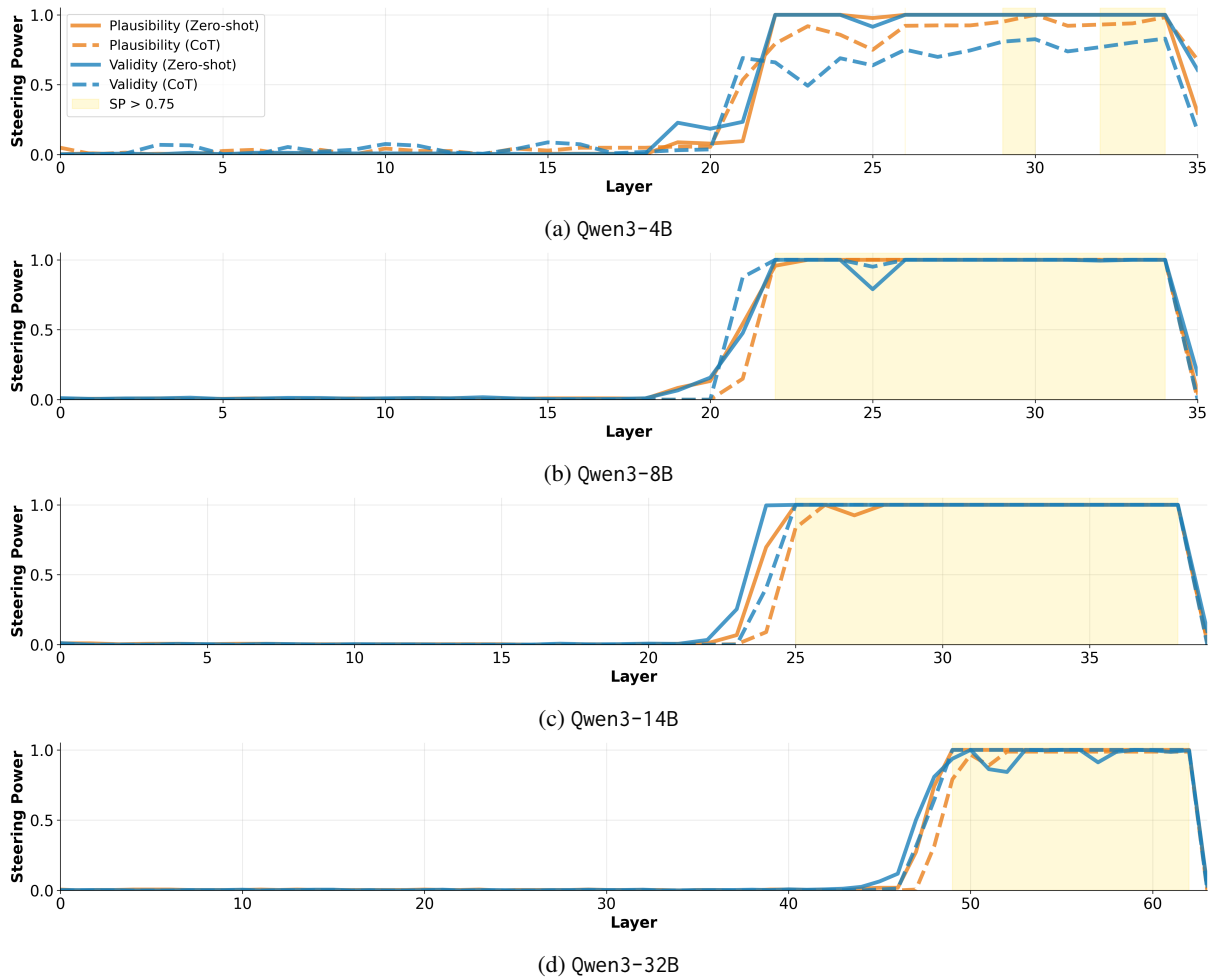 Steering Power
1.0
0.5
0.0
Plausibility (Zero-shot)
Plausibility (CoT)
Validity (Zero-shot)
Validity (CoT)
SP > 0.75
0 5 10 15 20 25 30 35
Layer
(a) Qwen3-4B
Steering Power
1.0
0.5
0.0
0 5 10 15 20 25 30 35
Layer
(b) Qwen3-8B
Steering Power
1.0
0.5
0.0
0 5 10 15 20 25 30 35
Layer
(c) Qwen3-14B
Steering Power
1.0
0.5
0.0
0 10 20 30 40 50 60
Layer
(d) Qwen3-32B